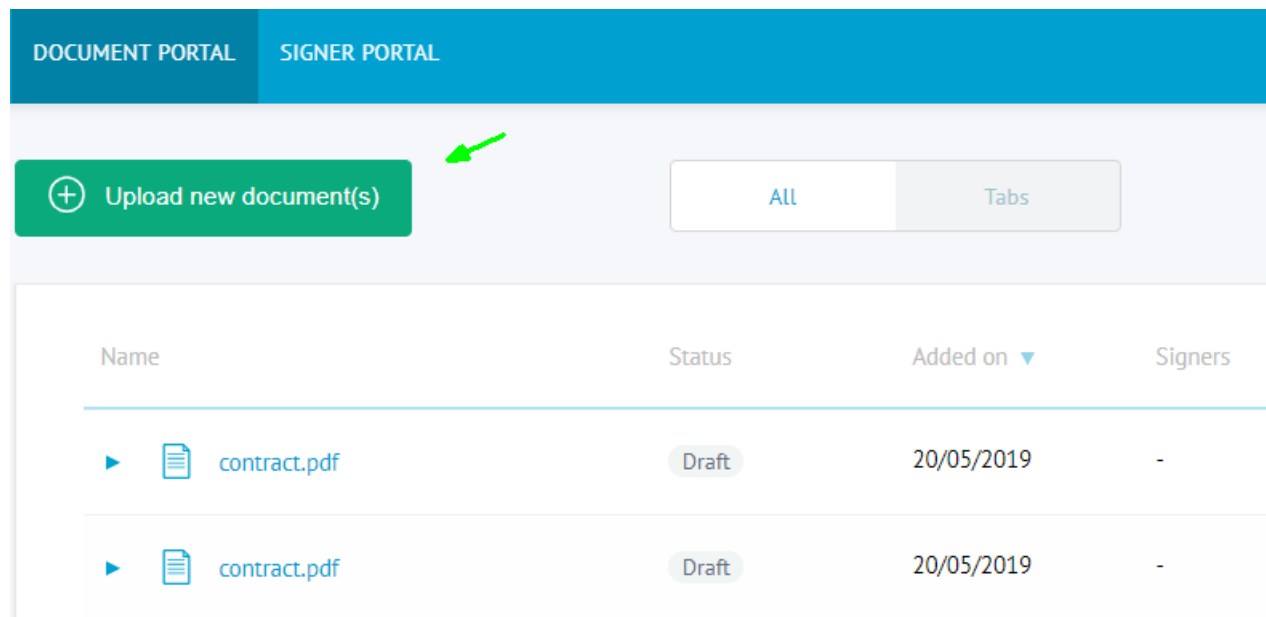 DOCUMENT PORTAL SIGNER PORTAL
Upload new document(s) All Tabs
Name Status Added on Signers
contract.pdf Draft 20/05/2019 -
contract.pdf Draft 20/05/2019 -